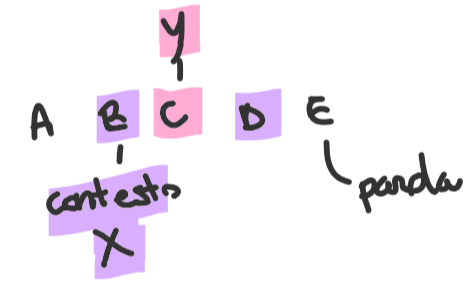 Y
A B C D E
contests
panda
X